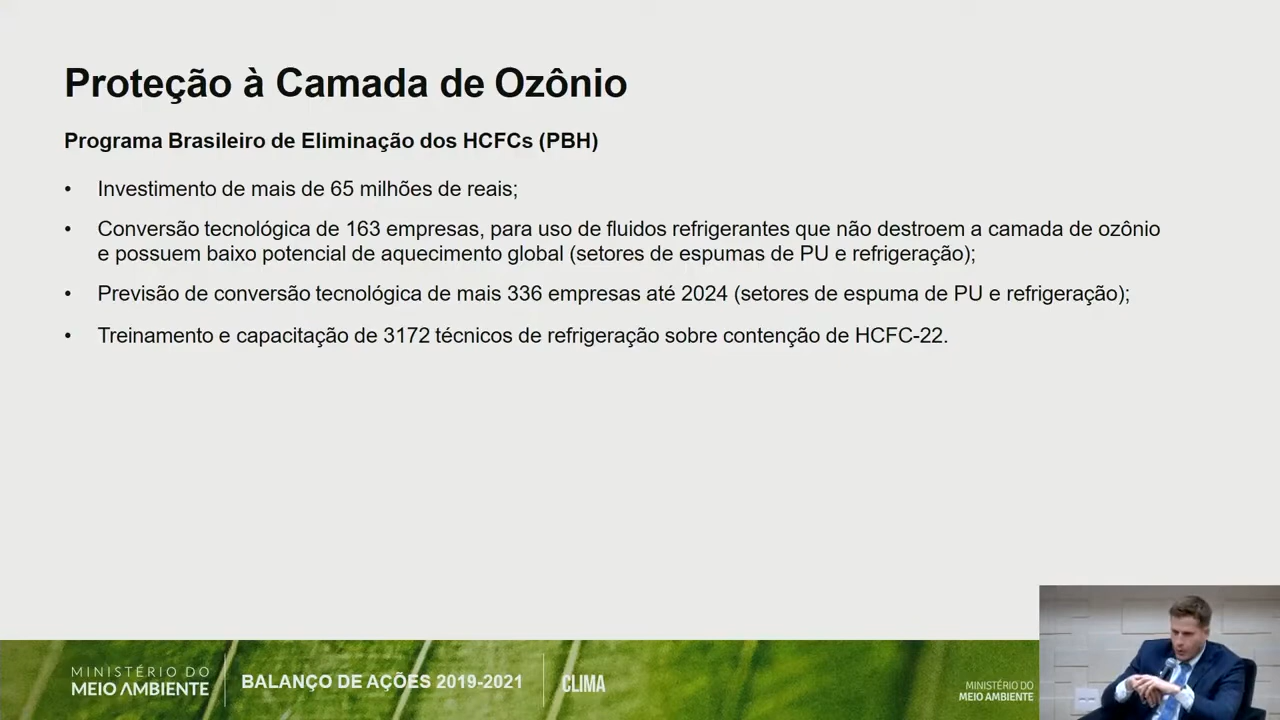 Proteção à Camada de Ozônio
Programa Brasileiro de Eliminação dos HCFCs (PBH)
• Investimento de mais de 65 milhões de reais;
• Conversão tecnológica de 163 empresas, para uso de fluidos refrigerantes que não destroem a camada de ozônio
e possuem baixo potencial de aquecimento global (setores de espumas de PU e refrigeração);
• Previsão de conversão tecnológica de mais 336 empresas até 2024 (setores de espuma de PU e refrigeração);
• Treinamento e capacitação de 3172 técnicos de refrigeração sobre contenção de HCFC-22.
MINISTÉRIO DO
MEIO AMBIENTE
BALANÇO DE AÇÕES 2019-2021
CLIMA
MINISTÉRIO DO
MEIO AMBIENTE